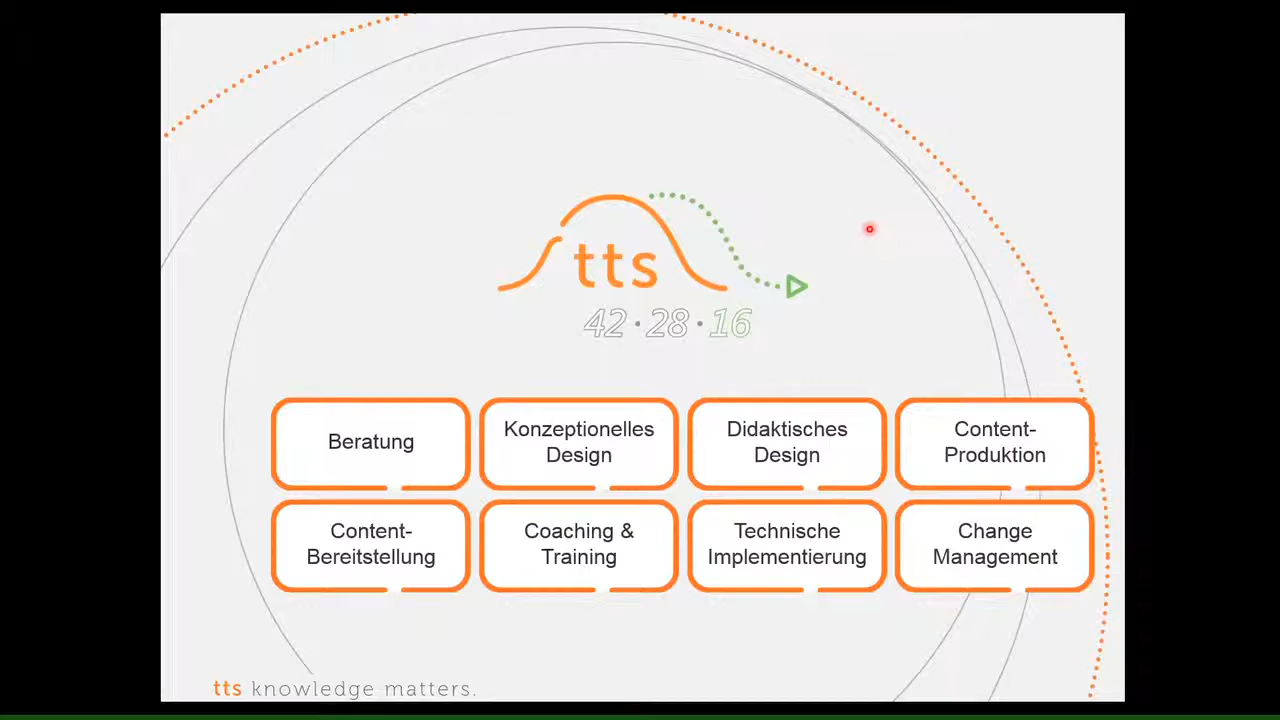 tts
42·28·16
Beratung
Konzeptionelles
Design
Didaktisches
Design
Content-
Produktion
Content-
Bereitstellung
Coaching &
Training
Technische
Implementierung
Change
Management
tts knowledge matters.